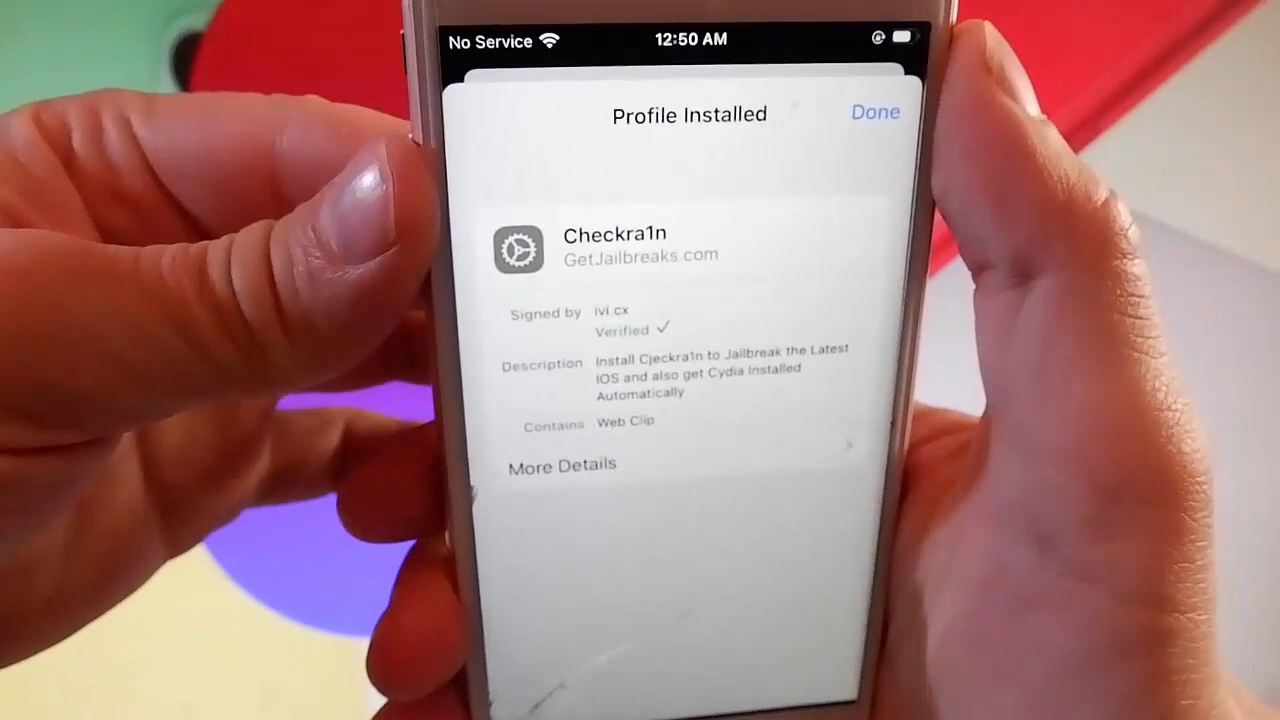 No Service 12:50 AM
Profile Installed Done
Checkra1n
GetJailbreaks.com
Signed by ivl.cx
Verified ✓
Description Install Cjeckra1n to Jailbreak the Latest
IOS and also get Cydia Installed
Automatically
Contains Web Clip
More Details